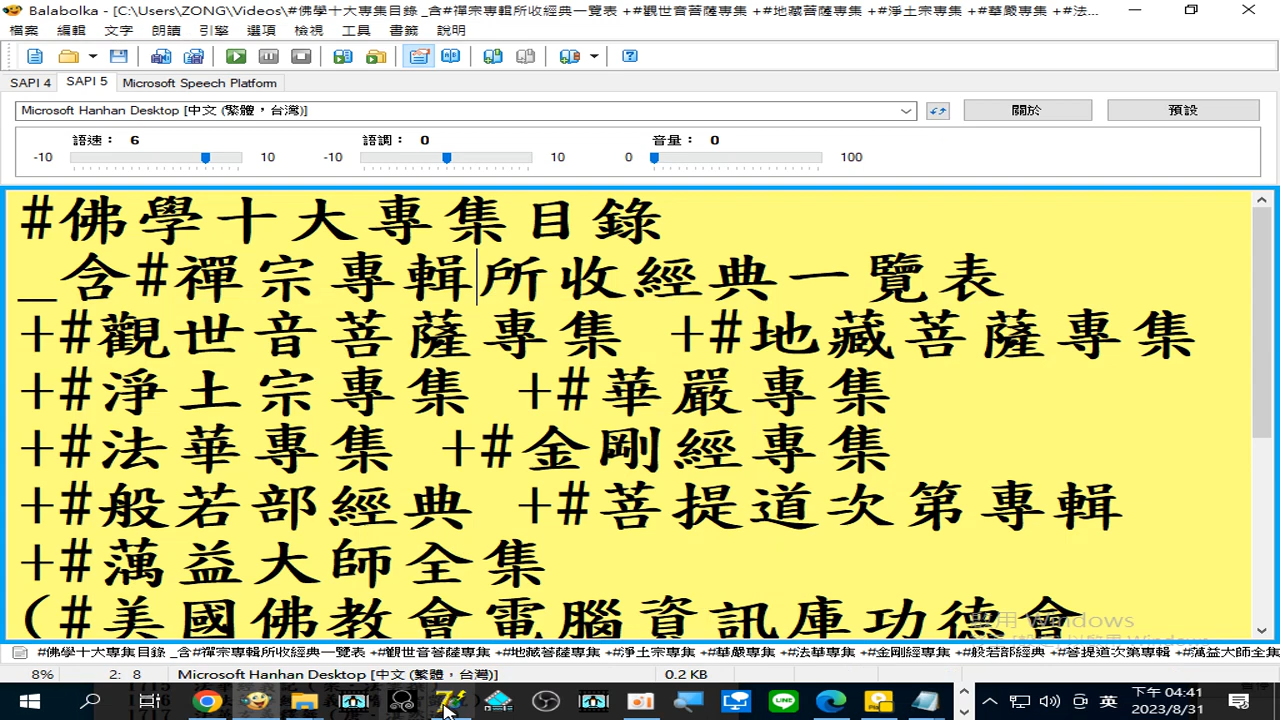 Balabolka - [C:\Users\ZONG\Videos\#佛學十大專集目錄 _含#禪宗專輯所收經典一覽表 +#觀世音菩薩專集 +#地藏菩薩專集 +#淨土宗專集 +#華嚴專集 +#法...
檔案 編輯 文字 朗讀 引擎 選項 檢視 工具 書籤 說明
SAPI 4 SAPI 5 Microsoft Speech Platform
Microsoft Hanhan Desktop [中文 (繁體，台灣)] 關於 預設
語速： 6 語調： 0 音量： 0
-10 10 -10 10 0 100
#佛學十大專集目錄
_含#禪宗專輯所收經典一覽表
+#觀世音菩薩專集 +#地藏菩薩專集
+#淨土宗專集 +#華嚴專集
+#法華專集 +#金剛經專集
+#般若部經典 +#菩提道次第專輯
+#蕅益大師全集
(#美國佛教會電腦資訊庫功德會
#佛學十大專集目錄 _含#禪宗專輯所收經典一覽表 +#觀世音菩薩專集 +#地藏菩薩專集 +#淨土宗專集 +#華嚴專集 +#法華專集 +#金剛經專集 +#般若部經典 +#菩提道次第專輯 +#蕅益大師全集
8% 2: 8 Microsoft Hanhan Desktop [中文 (繁體，台灣)] 0.2 KB
英 下午 04:41
2023/8/31